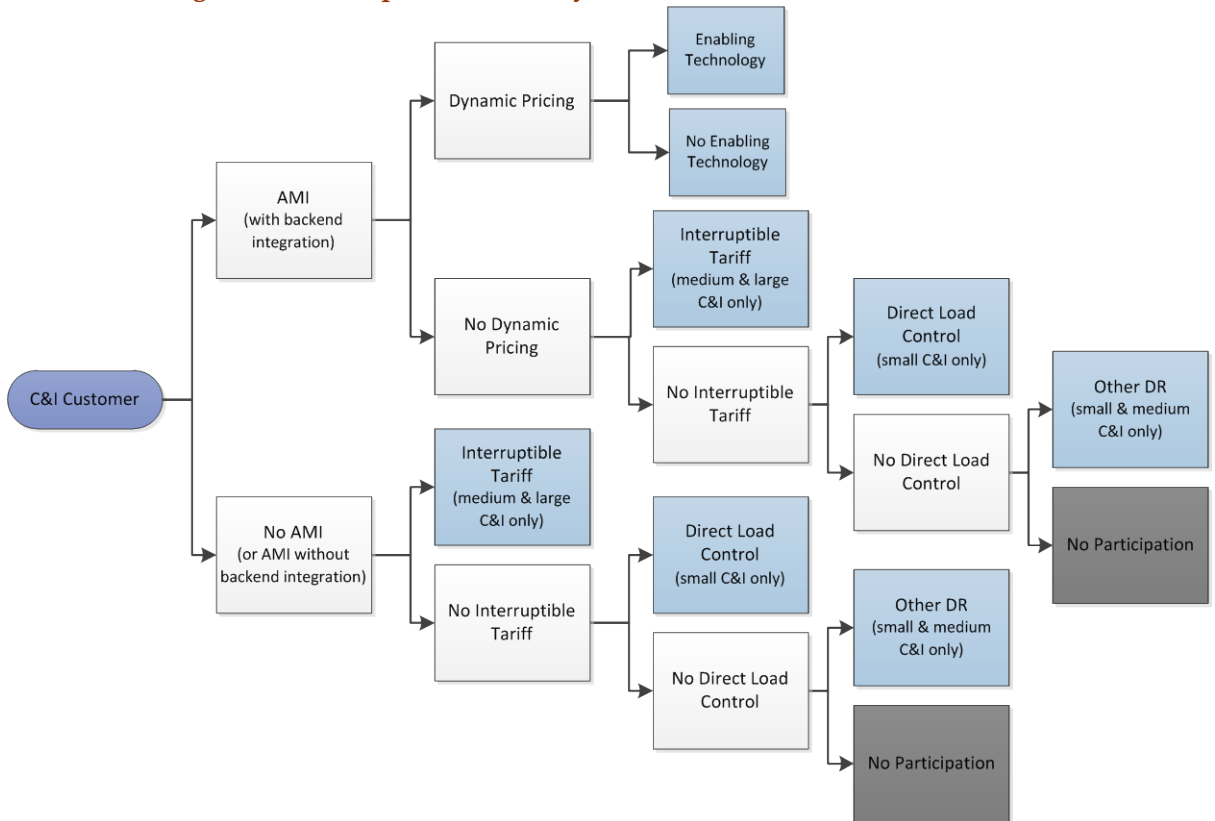 Enabling
Technology
Dynamic Pricing
No Enabling
Technology
AMI
(with backend
integration)
Interruptible
Tariff
(medium & large
C&I only)
No Dynamic
Pricing
Direct Load
Control
(small C&I only)
No Interruptible
Tariff
Other DR
(small & medium
C&I only)
C&I Customer
No Direct Load
Control
Interruptible
Tariff
(medium & large
C&I only)
No Participation
No AMI
(or AMI without
backend integration)
Direct Load
Control
(small C&I only)
No Interruptible
Tariff
Other DR
(small & medium
C&I only)
No Direct Load
Control
No Participation